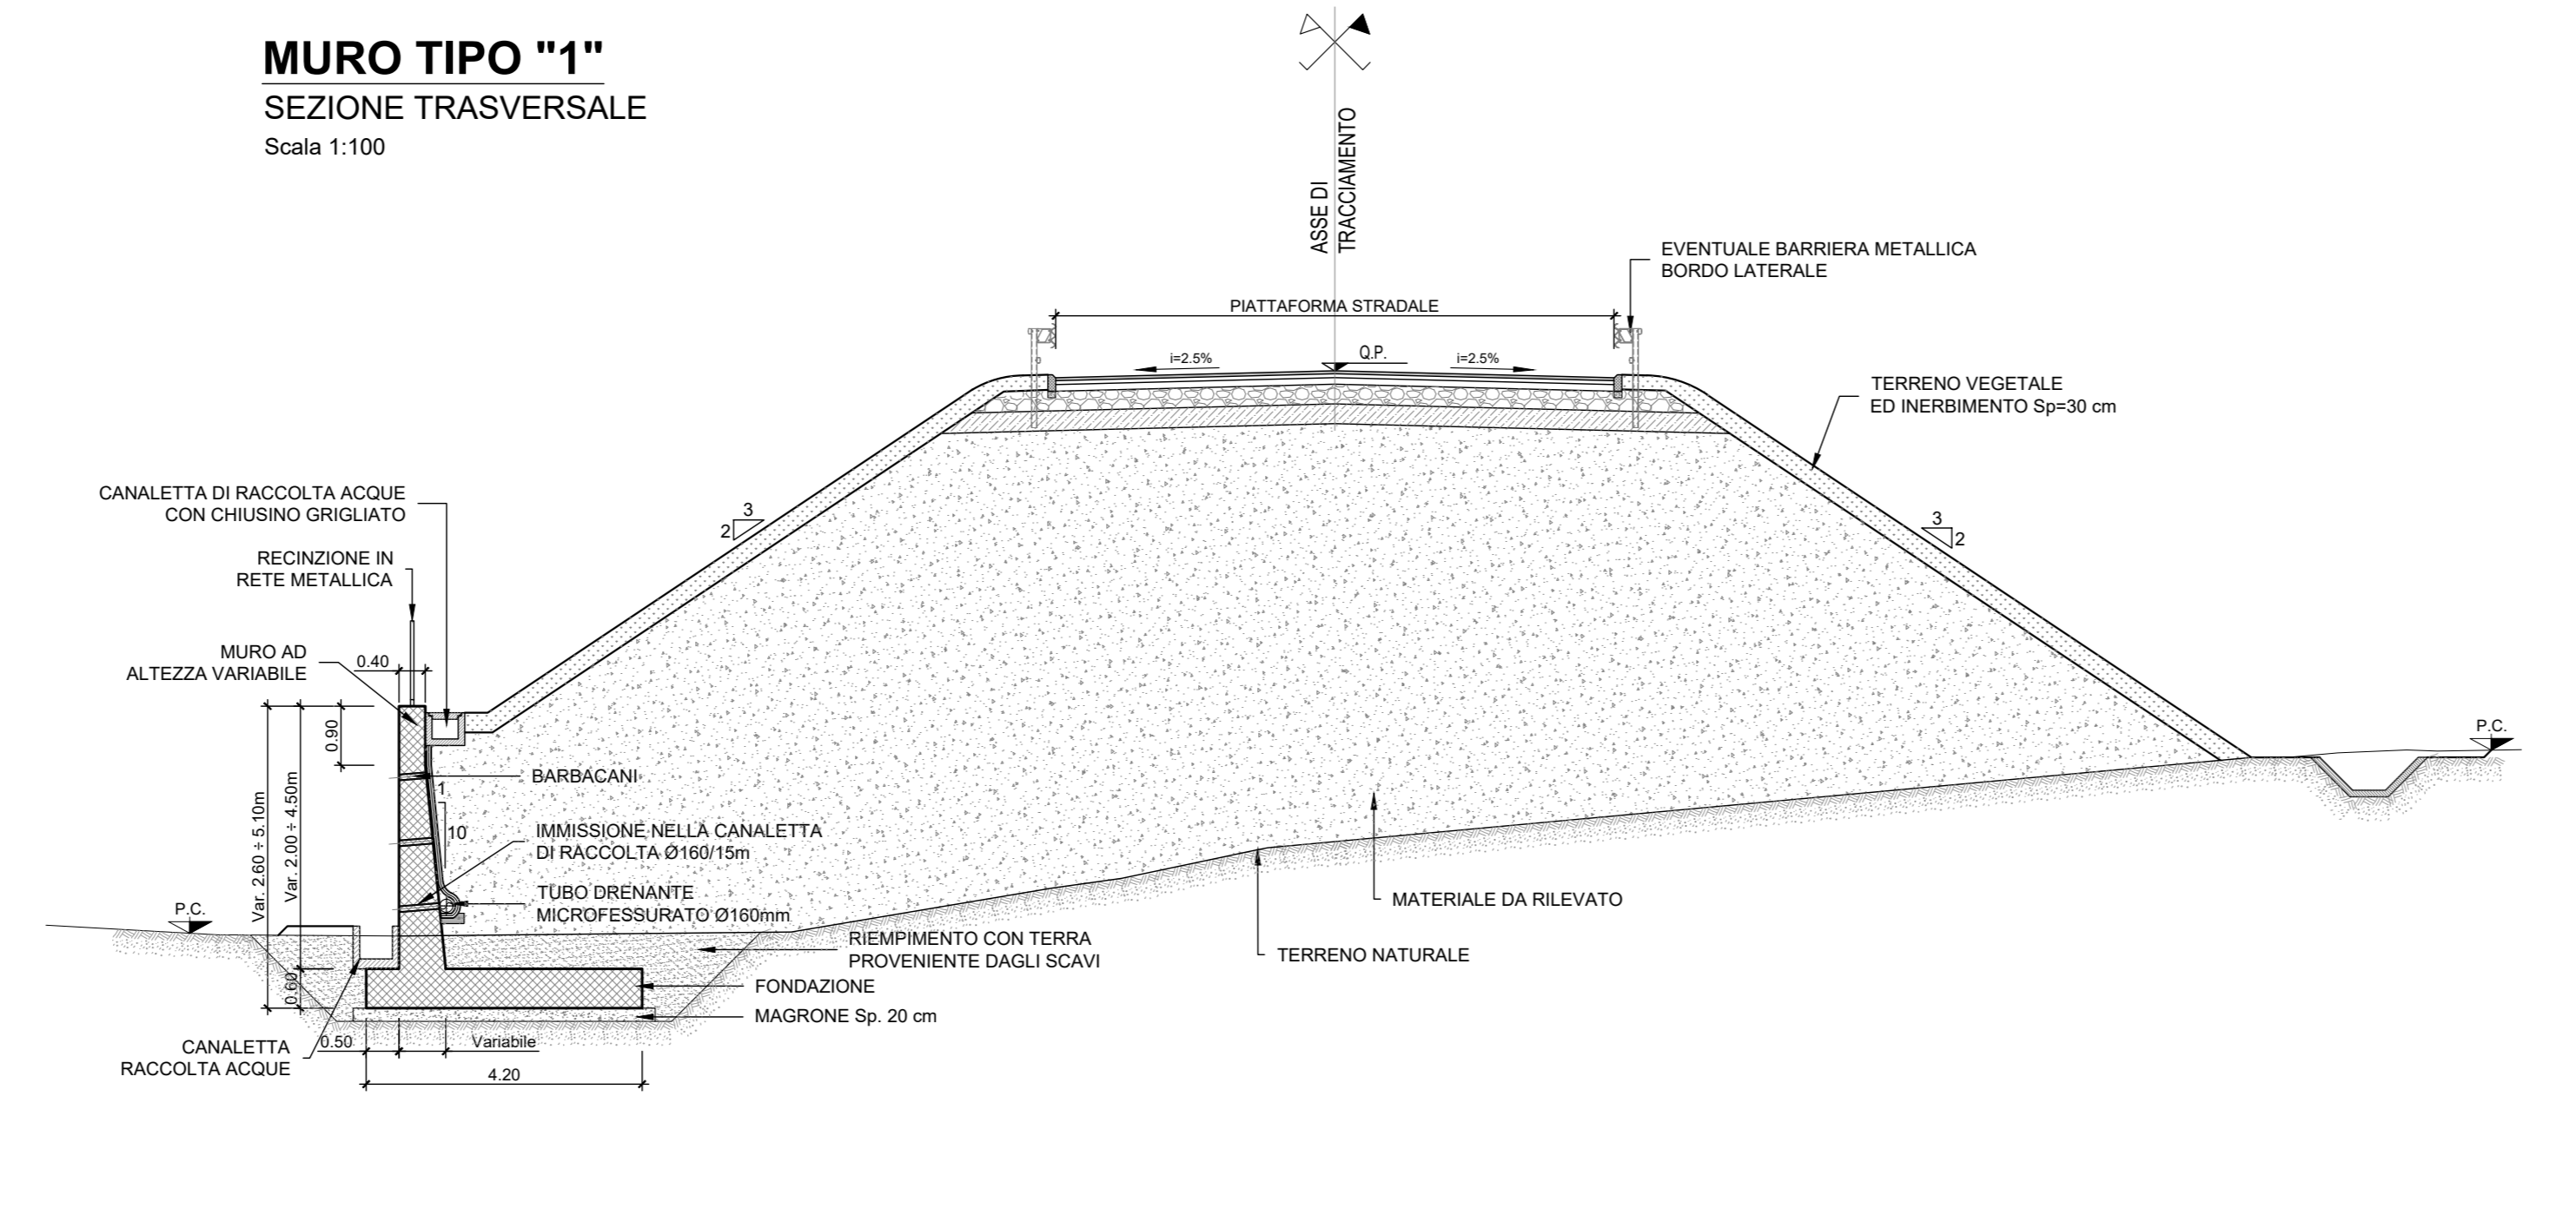 MURO TIPO "1"
SEZIONE TRASVERSALE
Scala 1:100
ASSE DI
TRACCIAMENTO
EVENTUALE BARRIERA METALLICA
BORDO LATERALE
PIATTAFORMA STRADALE
i=2.5%
Q.P.
i=2.5%
TERRENO VEGETALE
ED INERBIMENTO Sp=30 cm
CANALETTA DI RACCOLTA ACQUE
CON CHIUSINO GRIGLIATO
3
2
3
2
RECINZIONE IN
RETE METALLICA
MURO AD
ALTEZZA VARIABILE
0.40
0.90
Var. 2.60 ÷ 5.10m
Var. 2.00 ÷ 4.50m
0.60
BARBACANI
1
10
IMMISSIONE NELLA CANALETTA
DI RACCOLTA Ø160/15m
TUBO DRENANTE
MICROFESSURATO Ø160mm
P.C.
P.C.
MATERIALE DA RILEVATO
TERRENO NATURALE
RIEMPIMENTO CON TERRA
PROVENIENTE DAGLI SCAVI
FONDAZIONE
MAGRONE Sp. 20 cm
CANALETTA
RACCOLTA ACQUE
0.50
Variabile
4.20